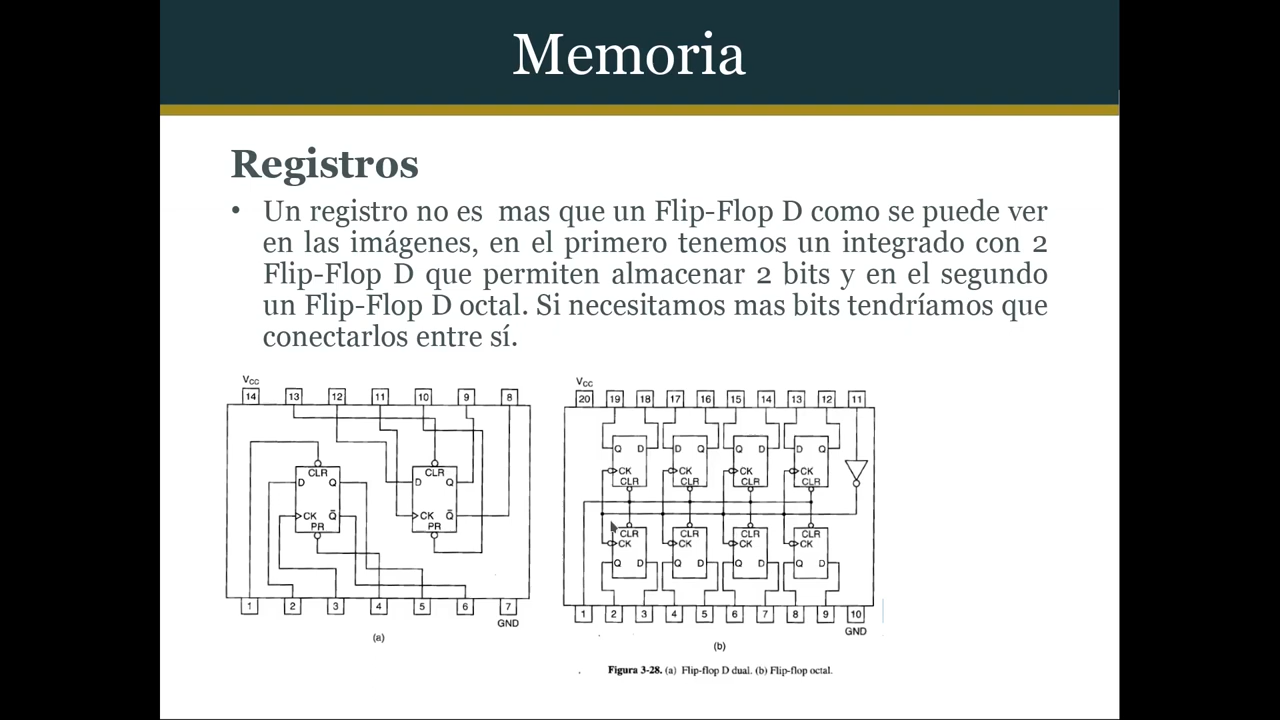 Memoria
Registros
• Un registro no es mas que un Flip-Flop D como se puede ver
en las imágenes, en el primero tenemos un integrado con 2
Flip-Flop D que permiten almacenar 2 bits y en el segundo
un Flip-Flop D octal. Si necesitamos mas bits tendríamos que
conectarlos entre sí.
VCC
14 13 12 11 10 9 8
CLR CLR
D Q D Q
CK Q̅ CK Q̅
PR PR
1 2 3 4 5 6 7
GND
(a)
VCC
20 19 18 17 16 15 14 13 12 11
Q D Q D Q D D Q
CK CK CK CK
CLR CLR CLR CLR
CLR CLR CLR CLR
CK CK CK CK
Q D Q D Q D Q D
1 2 3 4 5 6 7 8 9 10
GND
(b)
Figura 3-28. (a) Flip-flop D dual. (b) Flip-flop octal.